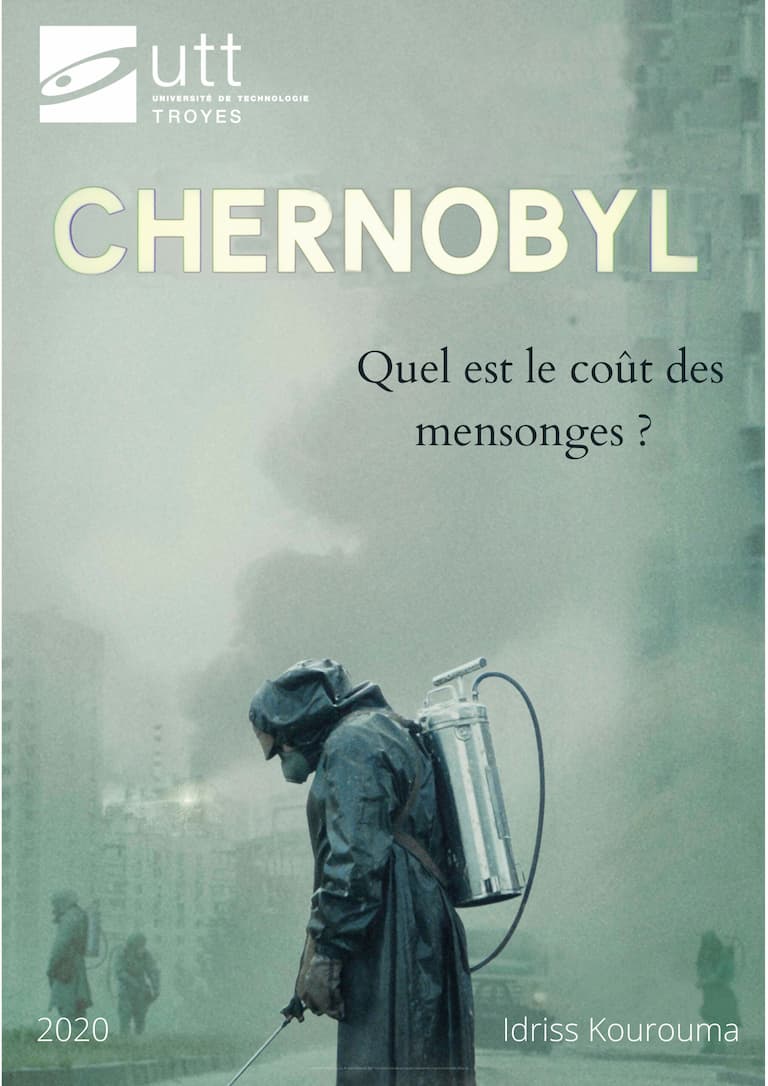 utt
UNIVERSITÉ DE TECHNOLOGIE
TROYES
CHERNOBYL
Quel est le coût des
mensonges ?
2020
Idriss Kourouma